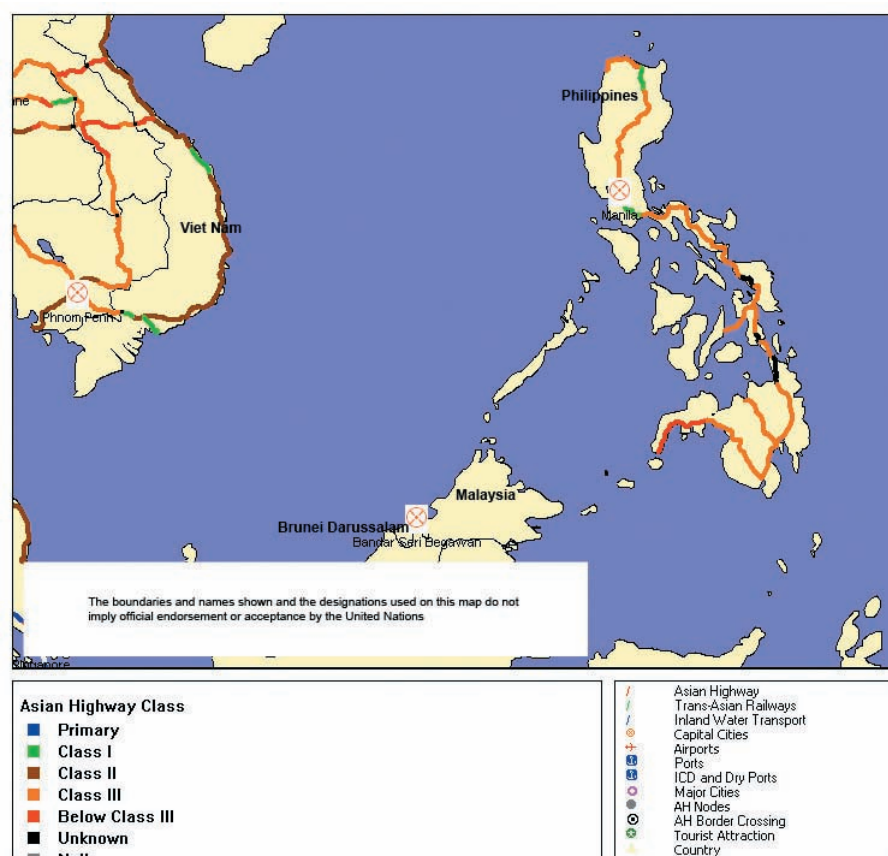 Philippines
ne
Manila
Viet Nam
Phnom Penh
Malaysia
Brunei Darussalam
Bandar Seri Begawan
The boundaries and names shown and the designations used on this map do not
imply official endorsement or acceptance by the United Nations
Singapore
Asian Highway Class
Primary
Class I
Class II
Class III
Below Class III
Unknown
Asian Highway
Trans-Asian Railways
Inland Water Transport
Capital Cities
Airports
Ports
ICD and Dry Ports
Major Cities
AH Nodes
AH Border Crossing
Tourist Attraction
Country